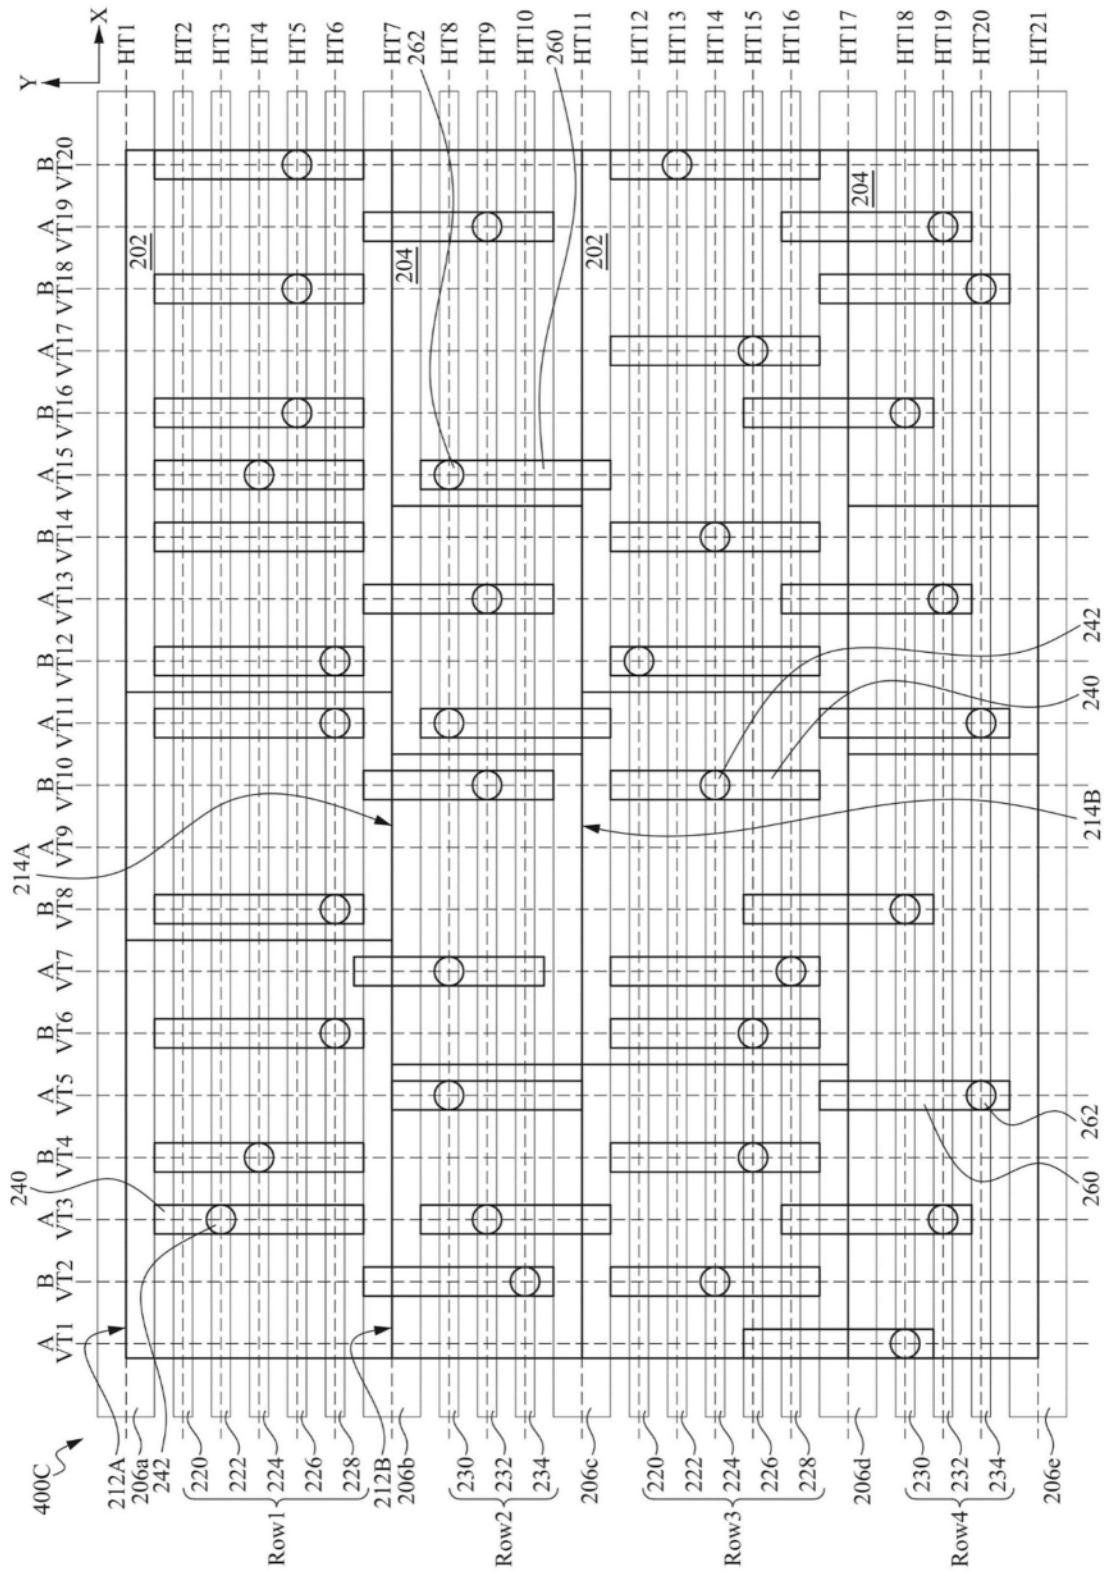 400C
Y
X
A B A B A B A B A B A B A B A B A B A B
VT1 VT2 VT3 VT4 VT5 VT6 VT7 VT8 VT9 VT10 VT11 VT12 VT13 VT14 VT15 VT16 VT17 VT18 VT19 VT20
240
214A
212A
206a
242
220
222
224
226
228
Row1
212B
206b
230
232
234
Row2
206c
220
222
224
226
228
Row3
206d
230
232
234
Row4
206e
202
204
202
204
HT1
HT2
HT3
HT4
HT5
HT6
HT7
262
HT8
HT9
HT10
260
HT11
HT12
HT13
HT14
HT15
HT16
HT17
HT18
HT19
HT20
HT21
260
262
214B
240
242